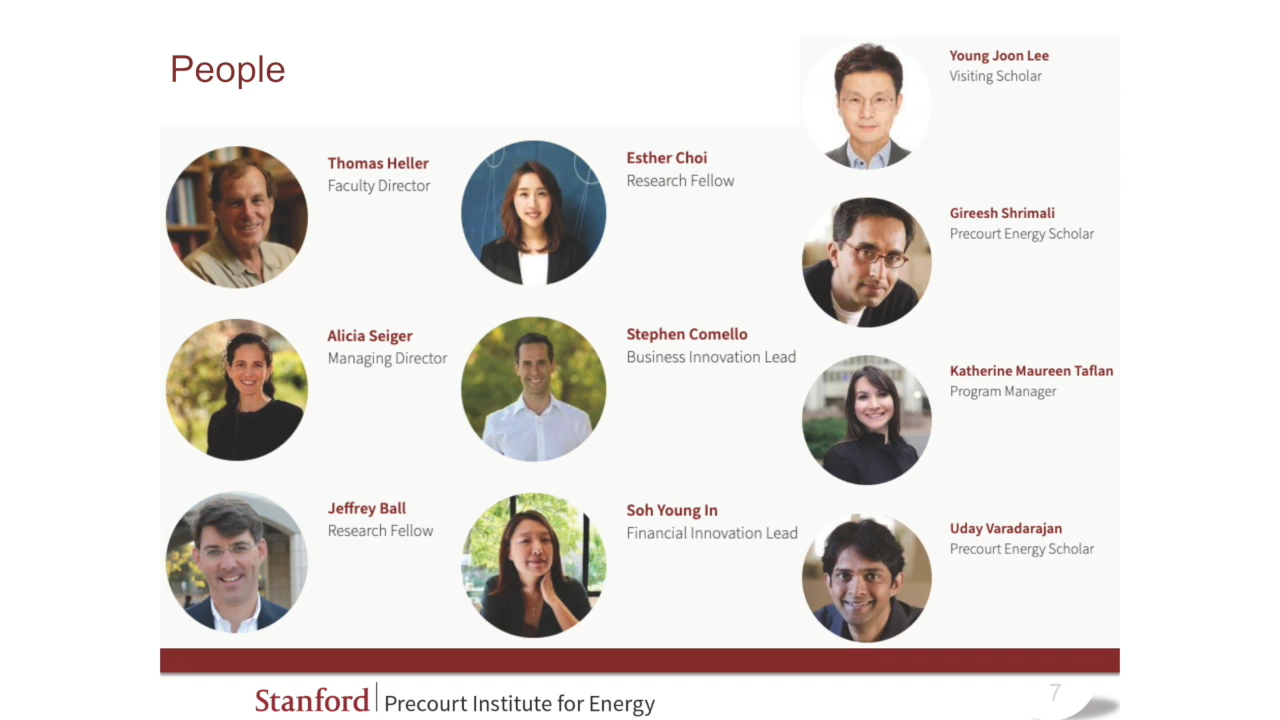 People
Thomas Heller
Faculty Director
Alicia Seiger
Managing Director
Jeffrey Ball
Research Fellow
Esther Choi
Research Fellow
Stephen Comello
Business Innovation Lead
Soh Young In
Financial Innovation Lead
Young Joon Lee
Visiting Scholar
Gireesh Shrimali
Precourt Energy Scholar
Katherine Maureen Taflan
Program Manager
Uday Varadarajan
Precourt Energy Scholar
Stanford | Precourt Institute for Energy
7